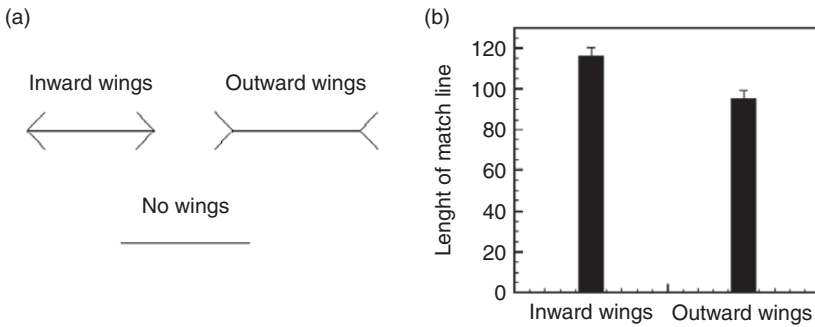 (a)
Inward wings
Outward wings
No wings
(b)
Lenght of match line
120
100
80
60
40
20
0
Inward wings
Outward wings